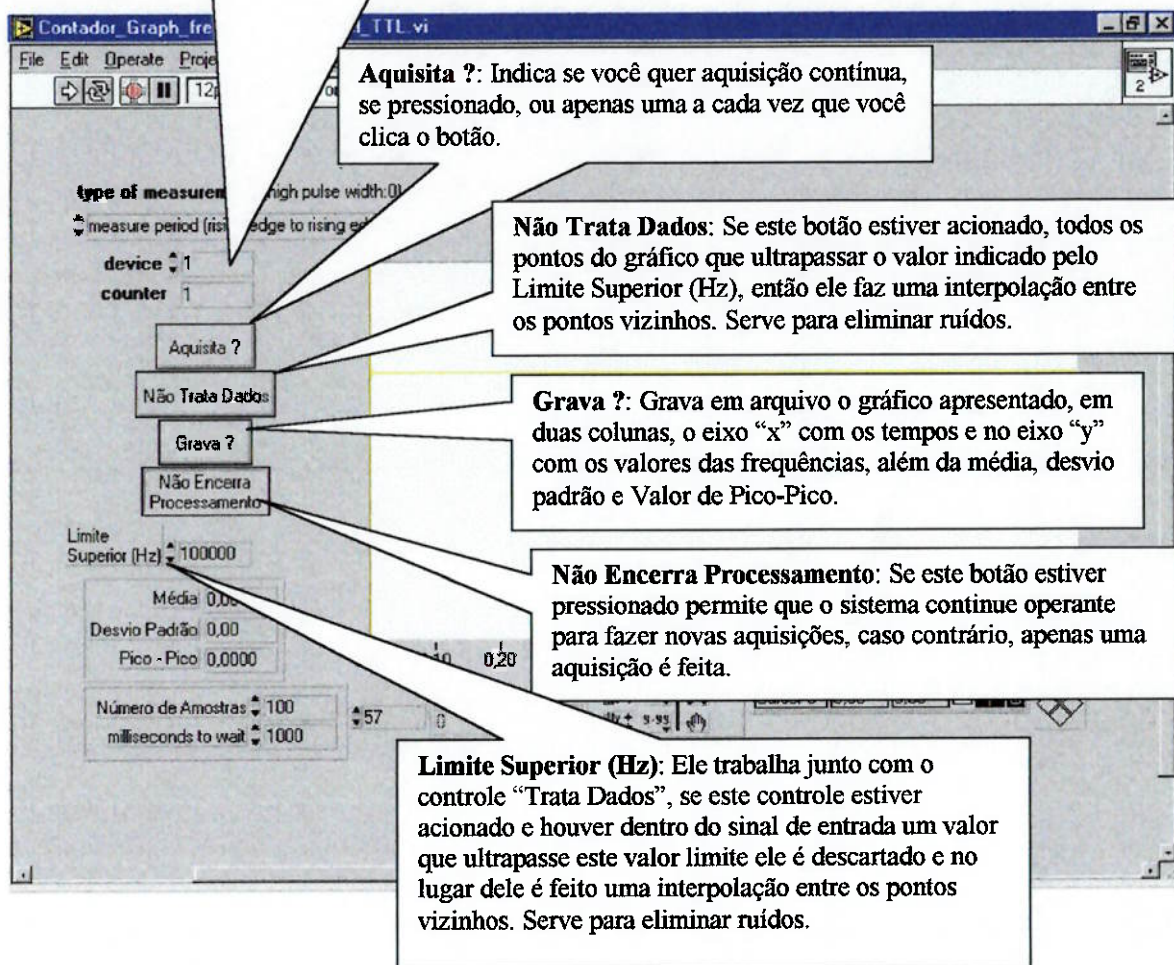 Contador_Graph_fre TTL.vi
File Edit Operate Proje
12p
2
Aquisita ?: Indica se você quer aquisição contínua,
se pressionado, ou apenas uma a cada vez que você
clica o botão.
type of measurem high pulse width:0)
measure period (risi edge to rising ed
device 1
counter 1
Não Trata Dados: Se este botão estiver acionado, todos os
pontos do gráfico que ultrapassar o valor indicado pelo
Limite Superior (Hz), então ele faz uma interpolação entre
os pontos vizinhos. Serve para eliminar ruídos.
Aquisita ?
Não Trata Dados
Grava ?
Não Encerra
Processamento
Grava ?: Grava em arquivo o gráfico apresentado, em
duas colunas, o eixo “x” com os tempos e no eixo “y”
com os valores das frequências, além da média, desvio
padrão e Valor de Pico-Pico.
Limite
Superior (Hz) 100000
Média 0,00
Desvio Padrão 0,00
Pico - Pico 0,0000
0,20
Não Encerra Processamento: Se este botão estiver
pressionado permite que o sistema continue operante
para fazer novas aquisições, caso contrário, apenas uma
aquisição é feita.
Número de Amostras 100
57
0
milliseconds to wait 1000
Limite Superior (Hz): Ele trabalha junto com o
controle “Trata Dados”, se este controle estiver
acionado e houver dentro do sinal de entrada um valor
que ultrapasse este valor limite ele é descartado e no
lugar dele é feito uma interpolação entre os pontos
vizinhos. Serve para eliminar ruídos.